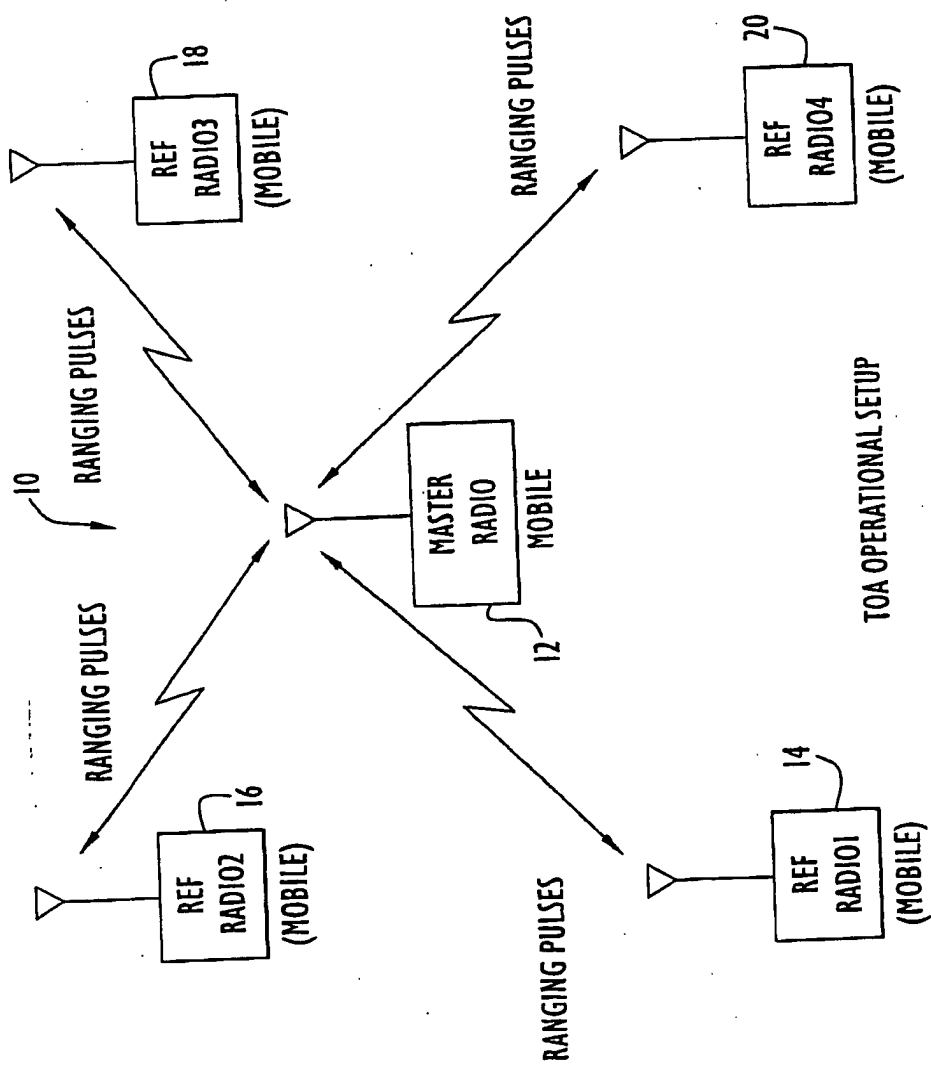 10
RANGING PULSES
RANGING PULSES
16
REF
RADIO2
(MOBILE)
18
REF
RADIO3
(MOBILE)
MASTER
RADIO
MOBILE
12
RANGING PULSES
RANGING PULSES
14
REF
RADIO1
(MOBILE)
20
REF
RADIO4
(MOBILE)
TOA OPERATIONAL SETUP